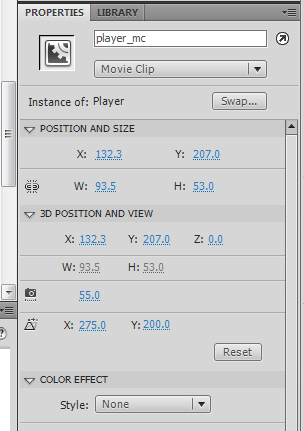 PROPERTIES LIBRARY
player_mc
Movie Clip
Instance of: Player Swap...
POSITION AND SIZE
X: 132.3 Y: 207.0
W: 93.5 H: 53.0
3D POSITION AND VIEW
X: 132.3 Y: 207.0 Z: 0.0
W: 93.5 H: 53.0
55.0
X: 275.0 Y: 200.0
Reset
COLOR EFFECT
Style: None